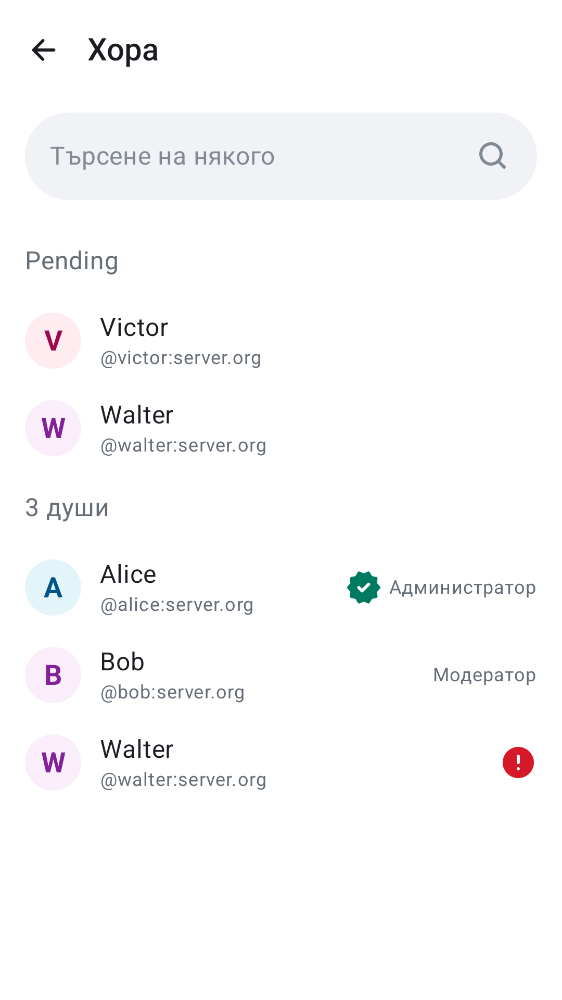 Хора
Търсене на някого
Pending
V
Victor
@victor:server.org
W
Walter
@walter:server.org
3 души
A
Alice
@alice:server.org
Администратор
B
Bob
@bob:server.org
Модератор
W
Walter
@walter:server.org